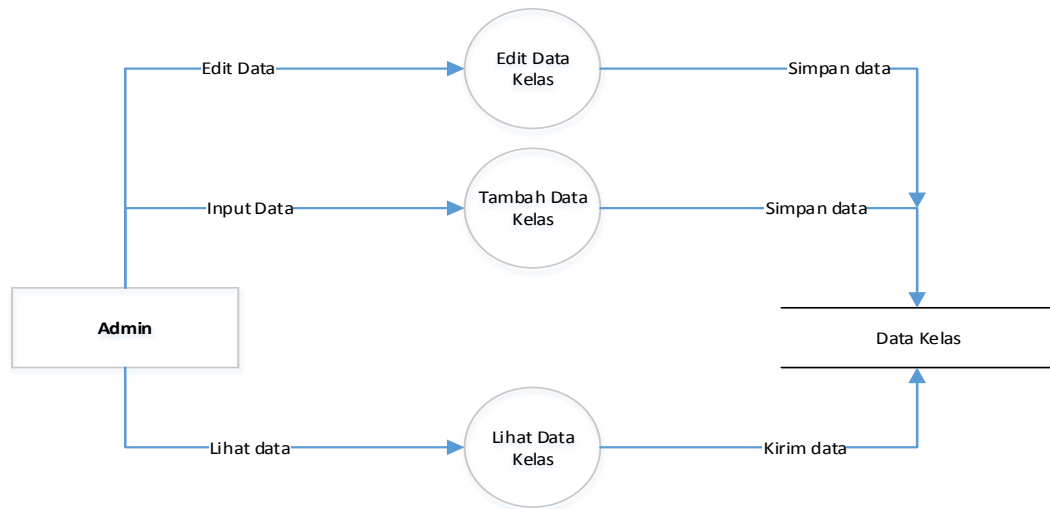 Edit Data
Edit Data
Kelas
Simpan data
Input Data
Tambah Data
Kelas
Simpan data
Admin
Data Kelas
Lihat data
Lihat Data
Kelas
Kirim data